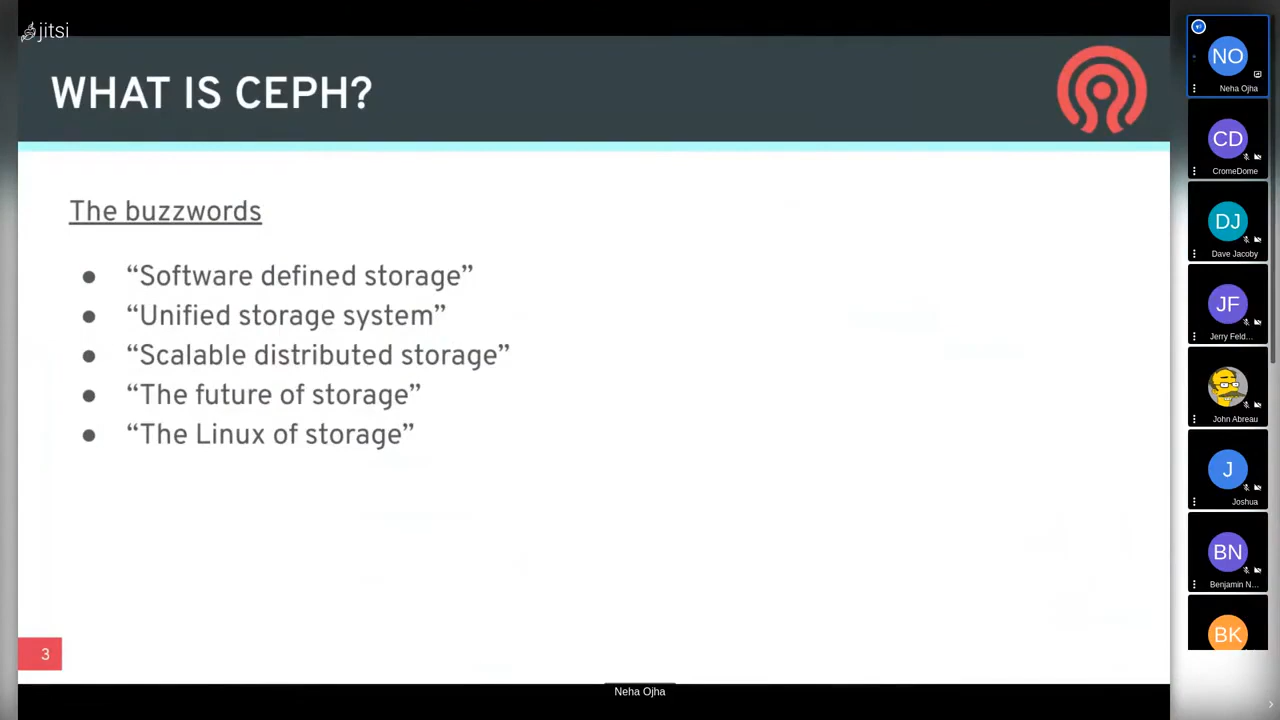 jitsi
WHAT IS CEPH?
The buzzwords
● “Software defined storage”
● “Unified storage system”
● “Scalable distributed storage”
● “The future of storage”
● “The Linux of storage”
3
Neha Ojha
NO
Neha Ojha
CD
CromeDome
DJ
Dave Jacoby
JF
Jerry Feld...
John Abreau
J
Joshua
BN
Benjamin N...
BK